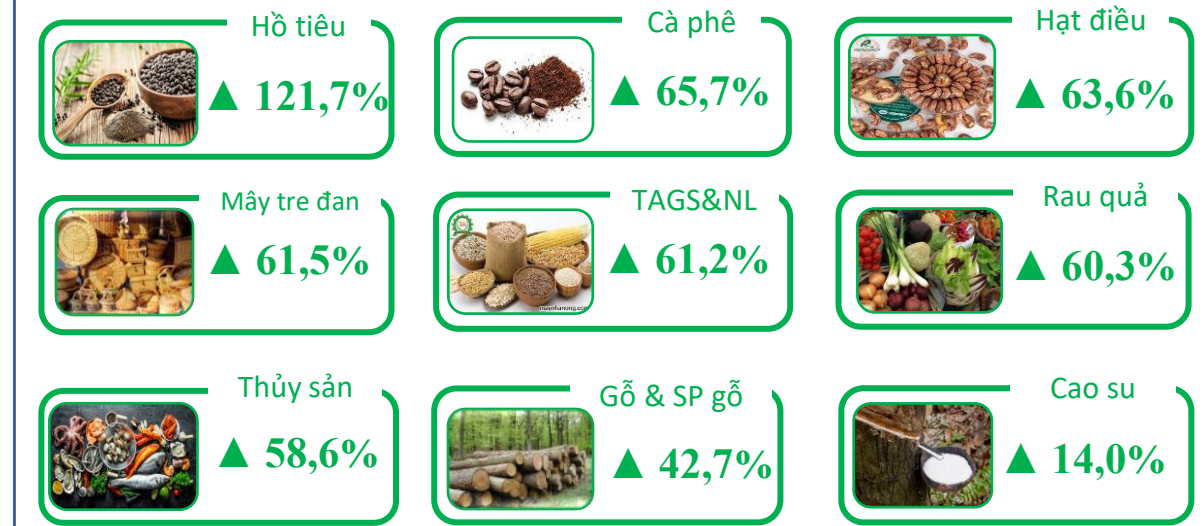 Hồ tiêu
▲ 121,7%
Cà phê
▲ 65,7%
Hạt điều
▲ 63,6%
Mây tre đan
▲ 61,5%
TAGS&NL
▲ 61,2%
maynhanong.com
Rau quả
▲ 60,3%
Thủy sản
▲ 58,6%
Gỗ & SP gỗ
▲ 42,7%
Cao su
▲ 14,0%